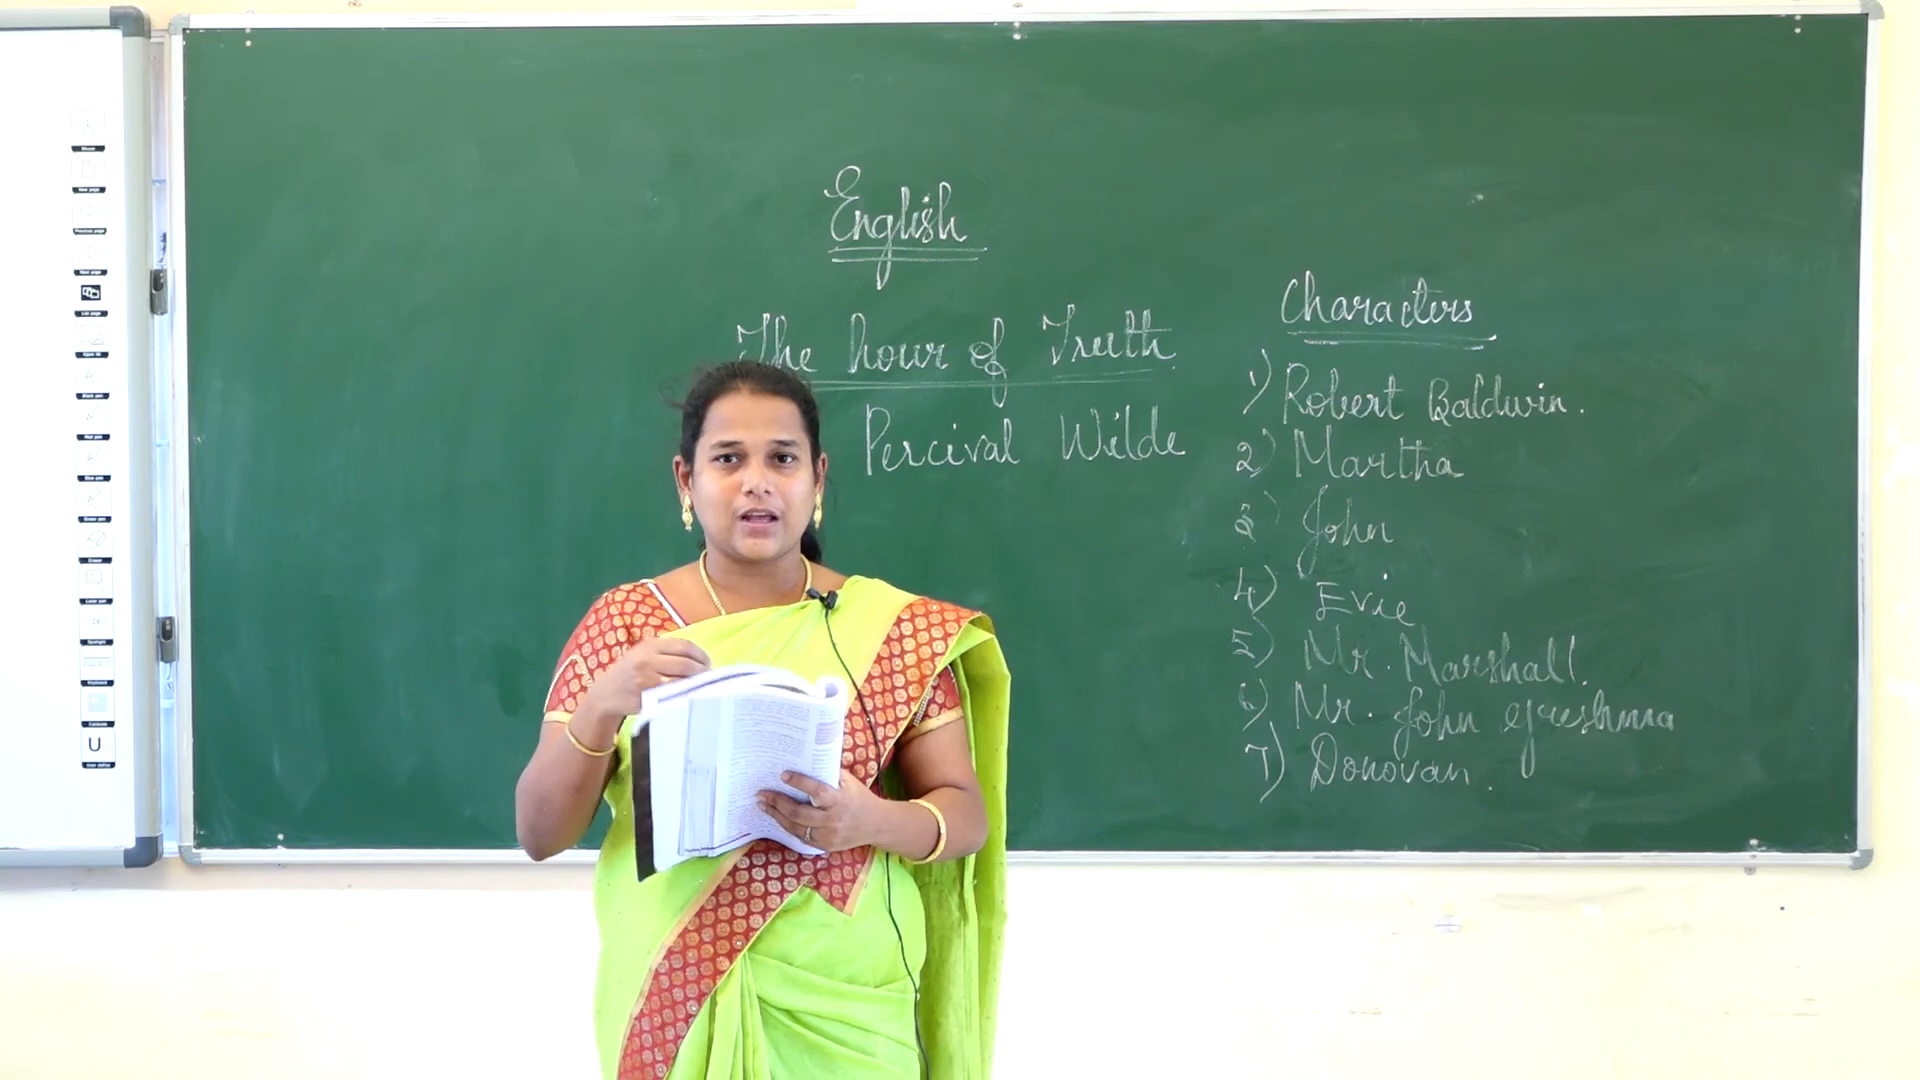 English
The hour of Truth.
Percival Wilde
Characters
1) Robert Baldwin.
2) Martha
3) John
4) Evie
5) Mr. Marshall.
6) Mr. John Greshma
7) Donovan.